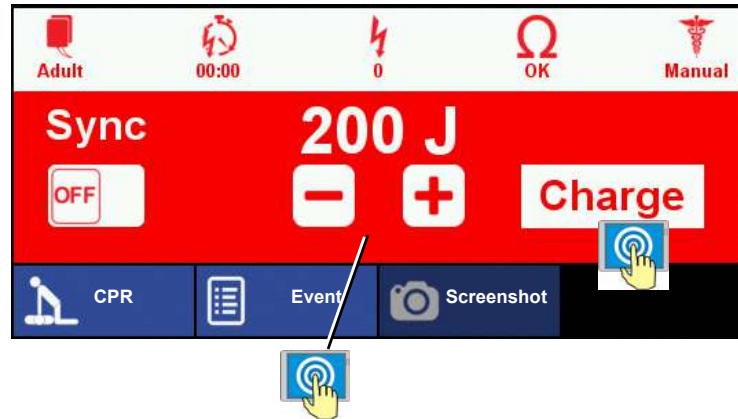 Adult 00:00 0 OK Manual
Sync 200 J
OFF Charge
CPR Event Screenshot